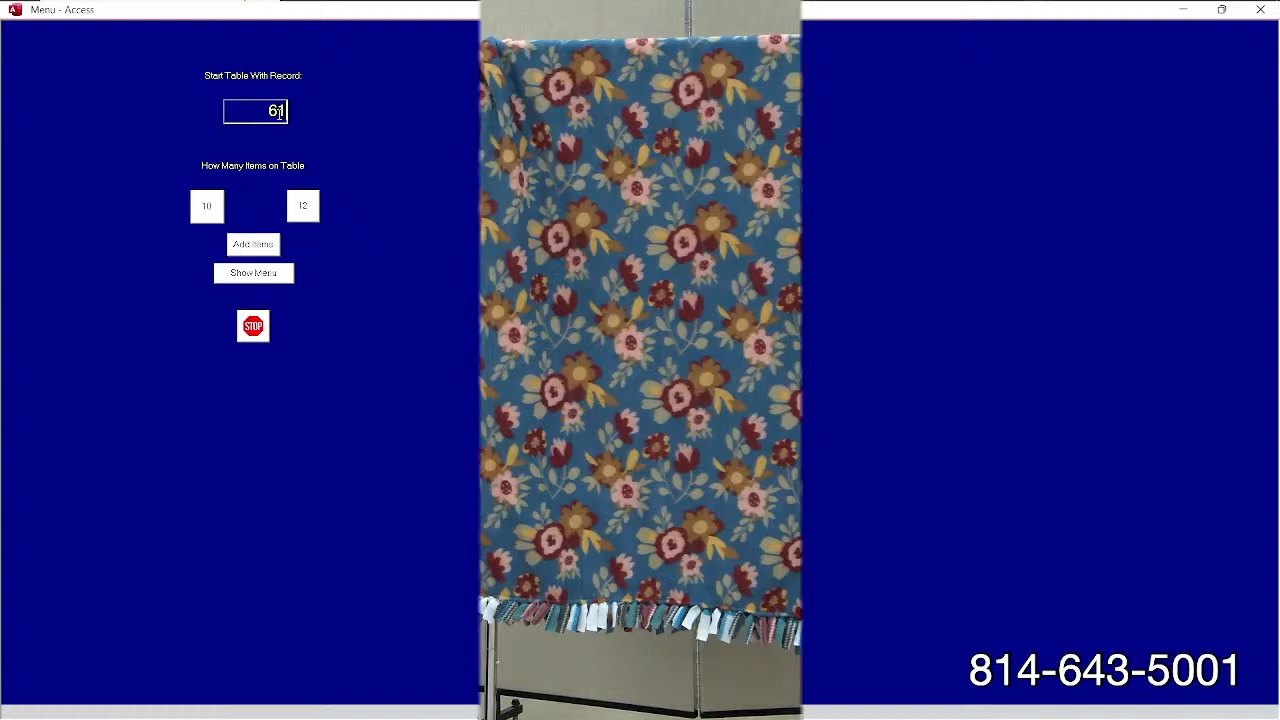 Menu - Access
Start Table With Record:
61
How Many Items on Table
10
12
Add Items
Show Menu
STOP
814-643-5001